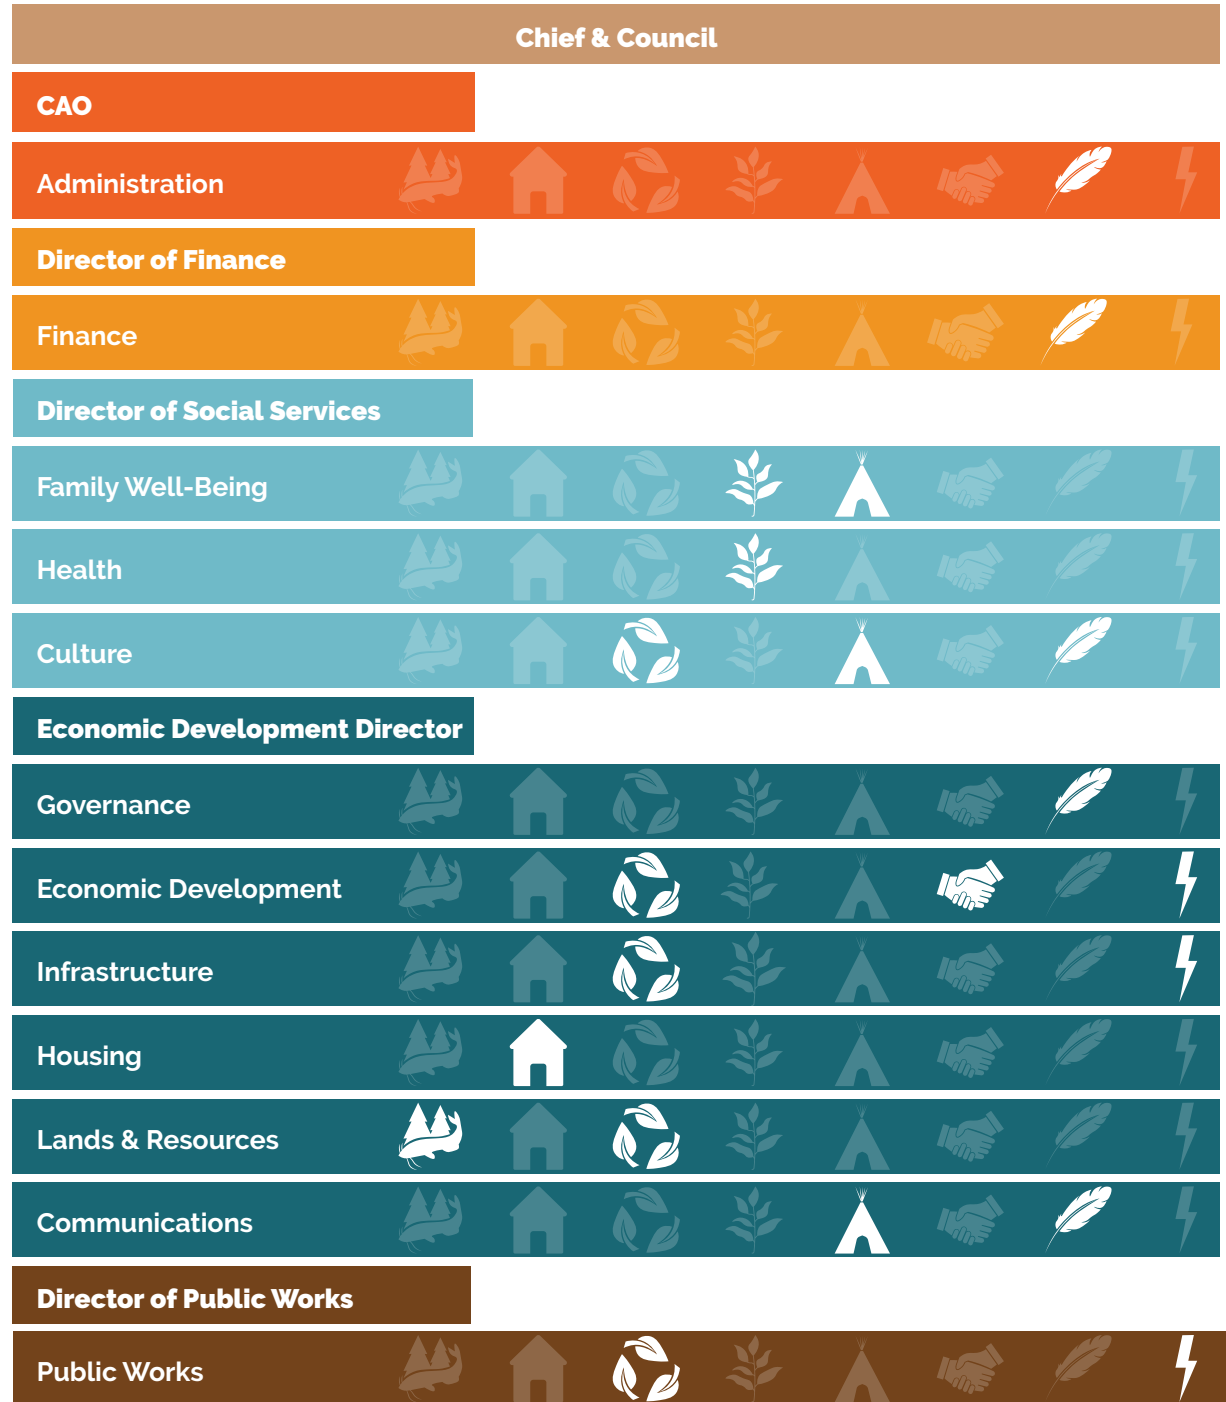 Chief & Council
CAO
Administration
Director of Finance
Finance
Director of Social Services
Family Well-Being
Health
Culture
Economic Development Director
Governance
Economic Development
Infrastructure
Housing
Lands & Resources
Communications
Director of Public Works
Public Works